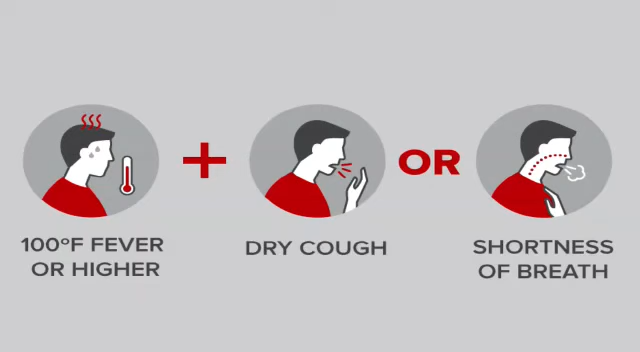 +
OR
100°F FEVER
OR HIGHER
DRY COUGH
SHORTNESS
OF BREATH